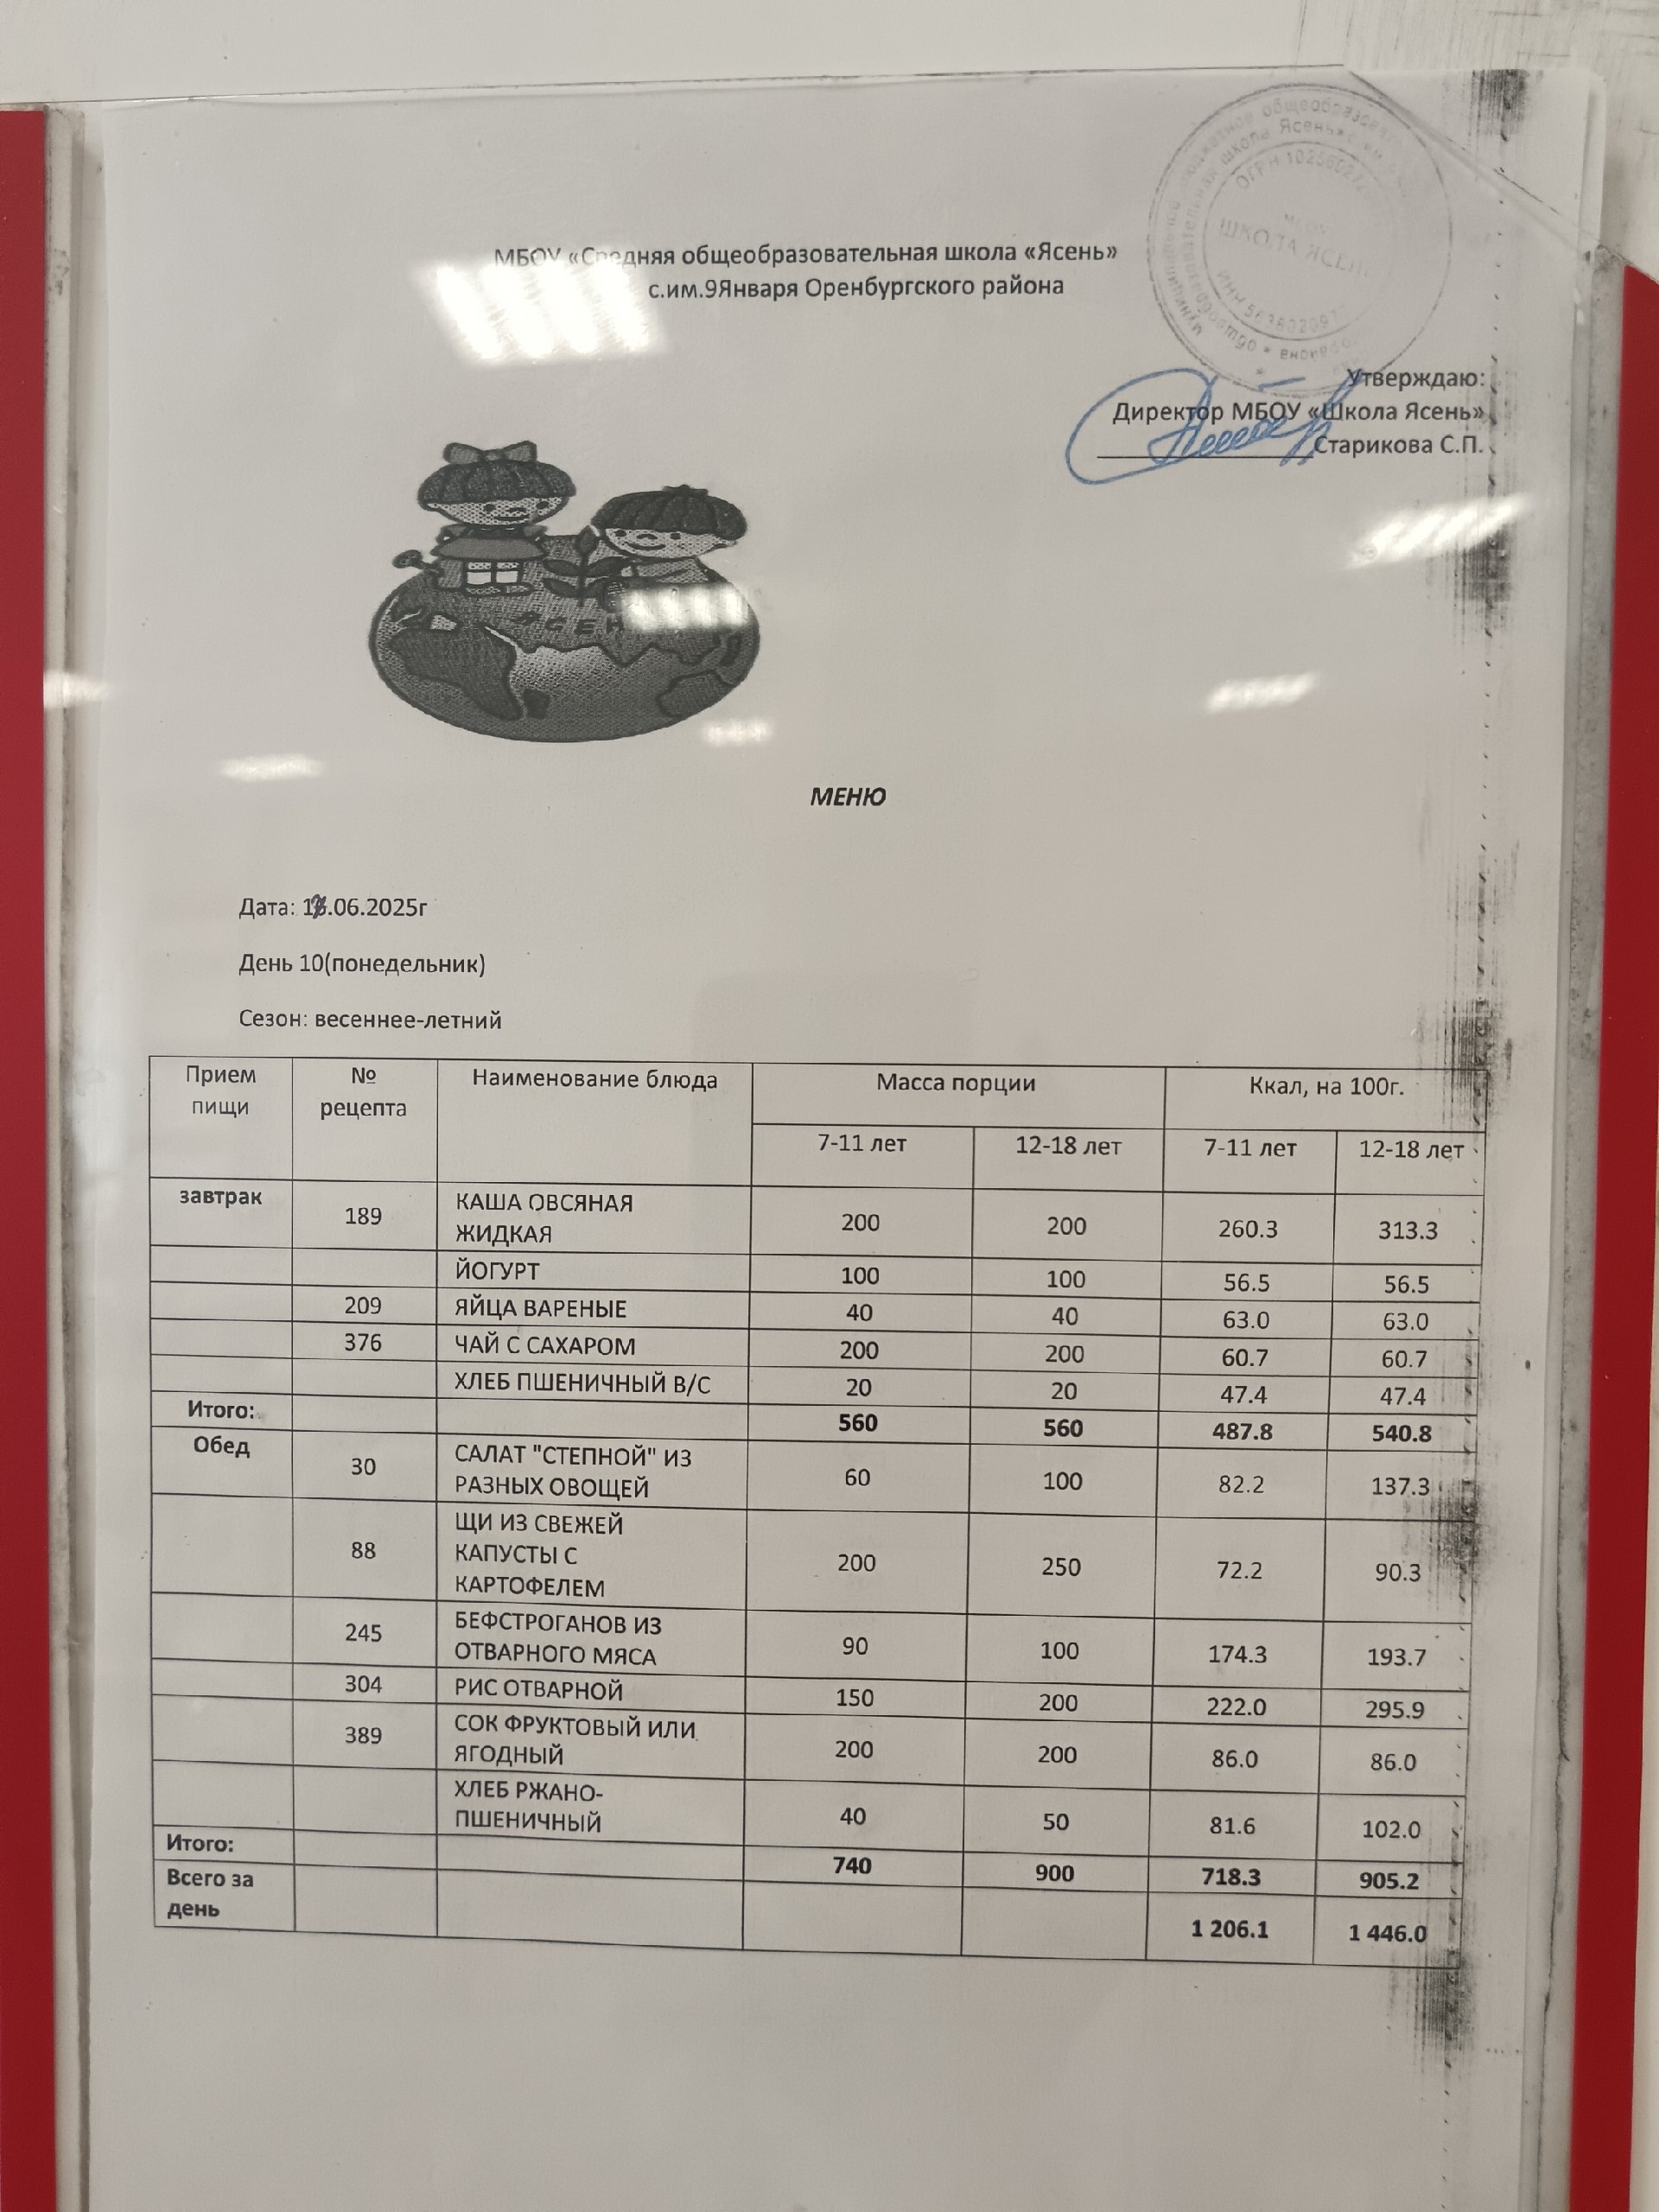 МБОУ «Средняя общеобразовательная школа «Ясень»
с.им.9Января Оренбургского района
ШКОЛА ЯСЕНЬ
Утверждаю:
Директор МБОУ «Школа Ясень»
Старикова С.П.
ЯСЕН
МЕНЮ
Дата: .06.2025г
День 10(понедельник)
Сезон: весеннее-летний
Прием пищи № рецепта Наименование блюда Масса порции Ккал, на 100г.
7-11 лет 12-18 лет 7-11 лет 12-18 лет
завтрак 189 КАША ОВСЯНАЯ ЖИДКАЯ 200 200 260.3 313.3
ЙОГУРТ 100 100 56.5 56.5
209 ЯЙЦА ВАРЕНЫЕ 40 40 63.0 63.0
376 ЧАЙ С САХАРОМ 200 200 60.7 60.7
ХЛЕБ ПШЕНИЧНЫЙ В/С 20 20 47.4 47.4
Итого: 560 560 487.8 540.8
Обед 30 САЛАТ "СТЕПНОЙ" ИЗ РАЗНЫХ ОВОЩЕЙ 60 100 82.2 137.3
88 ЩИ ИЗ СВЕЖЕЙ КАПУСТЫ С КАРТОФЕЛЕМ 200 250 72.2 90.3
245 БЕФСТРОГАНОВ ИЗ ОТВАРНОГО МЯСА 90 100 174.3 193.7
304 РИС ОТВАРНОЙ 150 200 222.0 295.9
389 СОК ФРУКТОВЫЙ ИЛИ ЯГОДНЫЙ 200 200 86.0 86.0
ХЛЕБ РЖАНО-ПШЕНИЧНЫЙ 40 50 81.6 102.0
Итого: 740 900 718.3 905.2
Всего за день 1 206.1 1 446.0